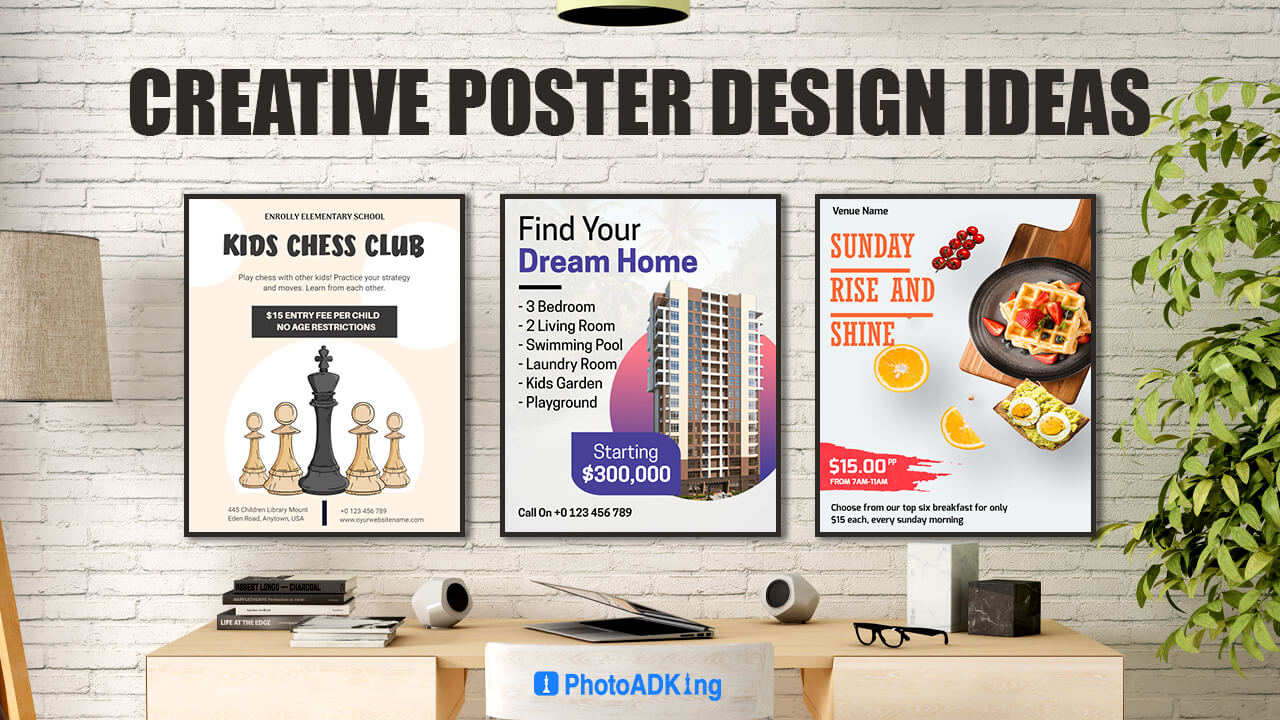 CREATIVE POSTER DESIGN IDEAS
ENROLLY ELEMENTARY SCHOOL
KIDS CHESS CLUB
Play chess with other kids! Practice your strategy
and moves. Learn from each other.
$15 ENTRY FEE PER CHILD
NO AGE RESTRICTIONS
445 Children Library Mount
Eden Road, Anytown, USA
+0 123 456 789
www.oyurwebsitename.com
Find Your
Dream Home
- 3 Bedroom
- 2 Living Room
- Swimming Pool
- Laundry Room
- Kids Garden
- Playground
Starting
$300,000
Call On +0 123 456 789
Venue Name
SUNDAY
RISE AND
SHINE
$15.00 PP
FROM 7AM-11AM
Choose from our top six breakfast for only
$15 each, every sunday morning
ROBERT LONGO — CHARCOAL
LIFE AT THE EDGE
PhotoADKing